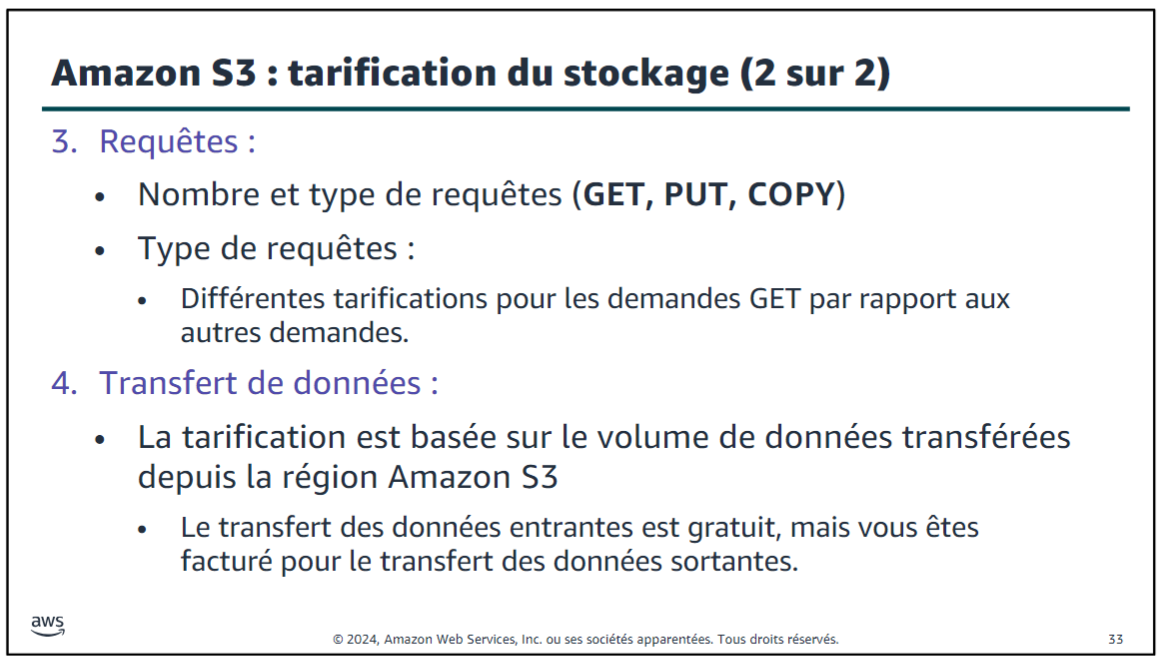 Amazon S3 : tarification du stockage (2 sur 2)
3. Requêtes :
• Nombre et type de requêtes (GET, PUT, COPY)
• Type de requêtes :
• Différentes tarifications pour les demandes GET par rapport aux
autres demandes.
4. Transfert de données :
• La tarification est basée sur le volume de données transférées
depuis la région Amazon S3
• Le transfert des données entrantes est gratuit, mais vous êtes
facturé pour le transfert des données sortantes.
aws
© 2024, Amazon Web Services, Inc. ou ses sociétés apparentées. Tous droits réservés.
33